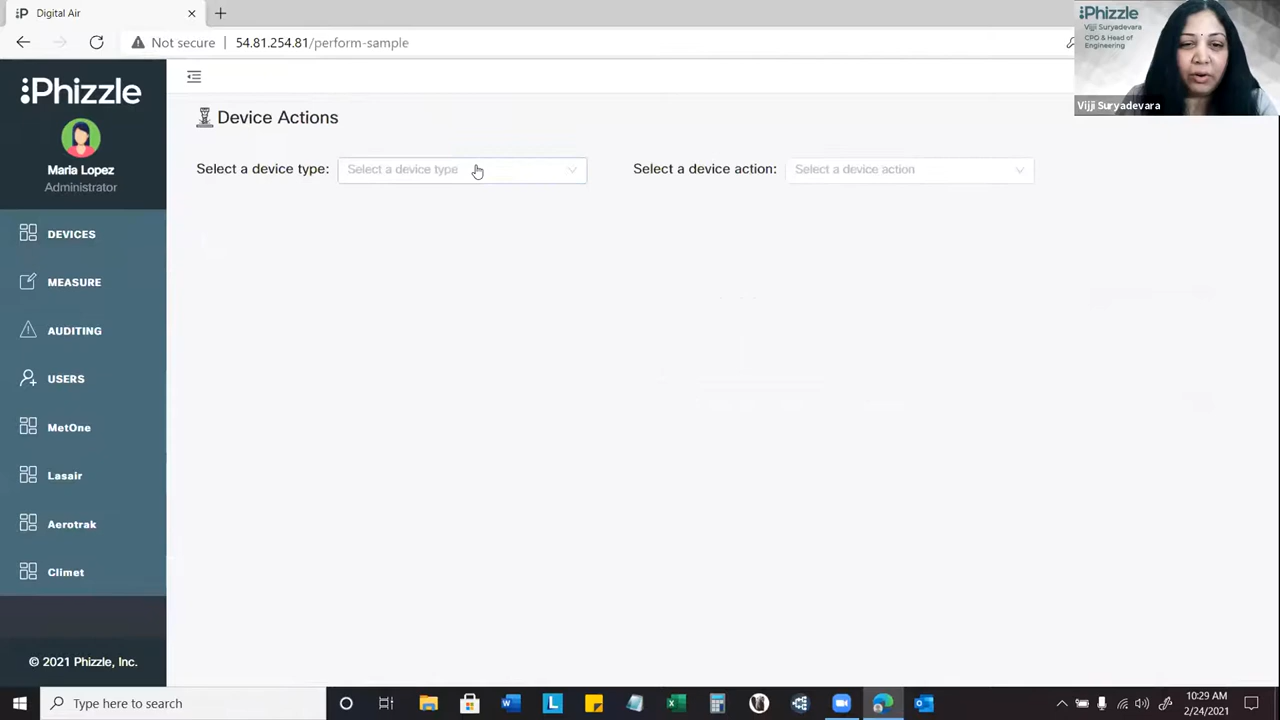 Digital Air
Not secure
54.81.254.81/perform-sample
iPhizzle
Vijji Suryadevara
CPO & Head of
Engineering
Vijji Suryadevara
iPhizzle
Maria Lopez
Administrator
DEVICES
MEASURE
AUDITING
USERS
MetOne
Lasair
Aerotrak
Climet
© 2021 Phizzle, Inc.
Device Actions
Select a device type:
Select a device type
Select a device action:
Select a device action
Type here to search
10:29 AM
2/24/2021